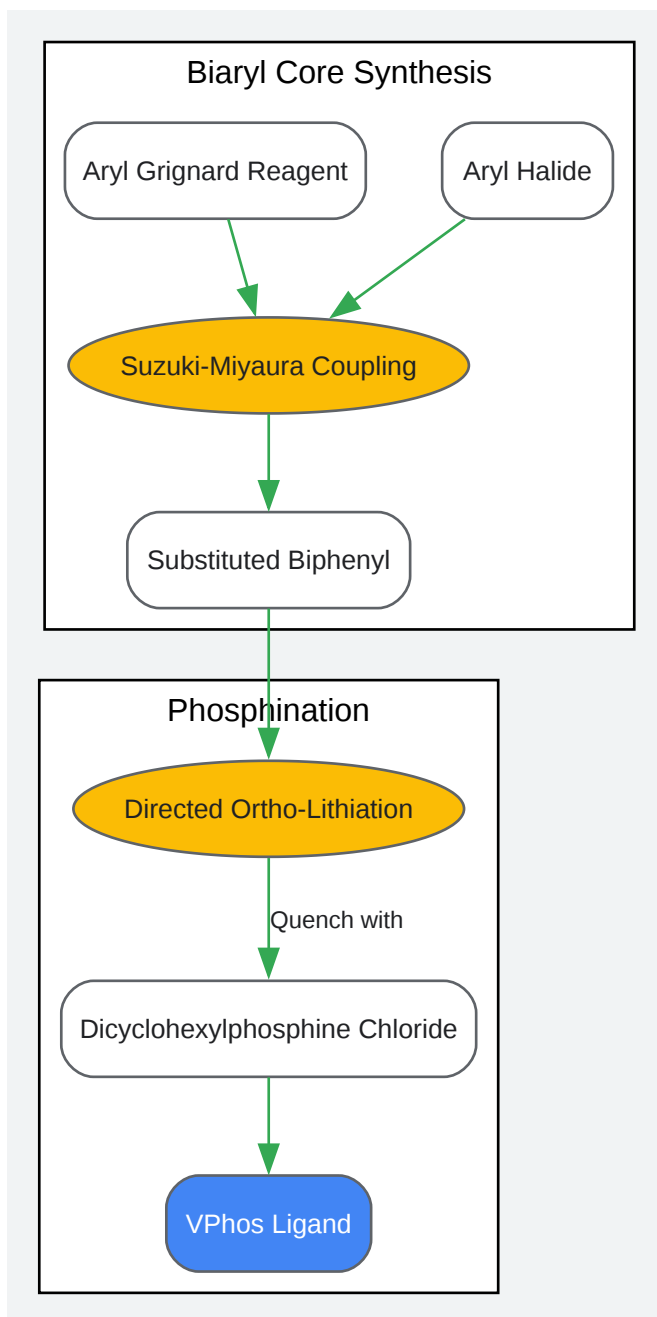 Biaryl Core Synthesis
Aryl Grignard Reagent
Aryl Halide
Suzuki-Miyaura Coupling
Substituted Biphenyl
Phosphination
Directed Ortho-Lithiation
Quench with
Dicyclohexylphosphine Chloride
VPhos Ligand